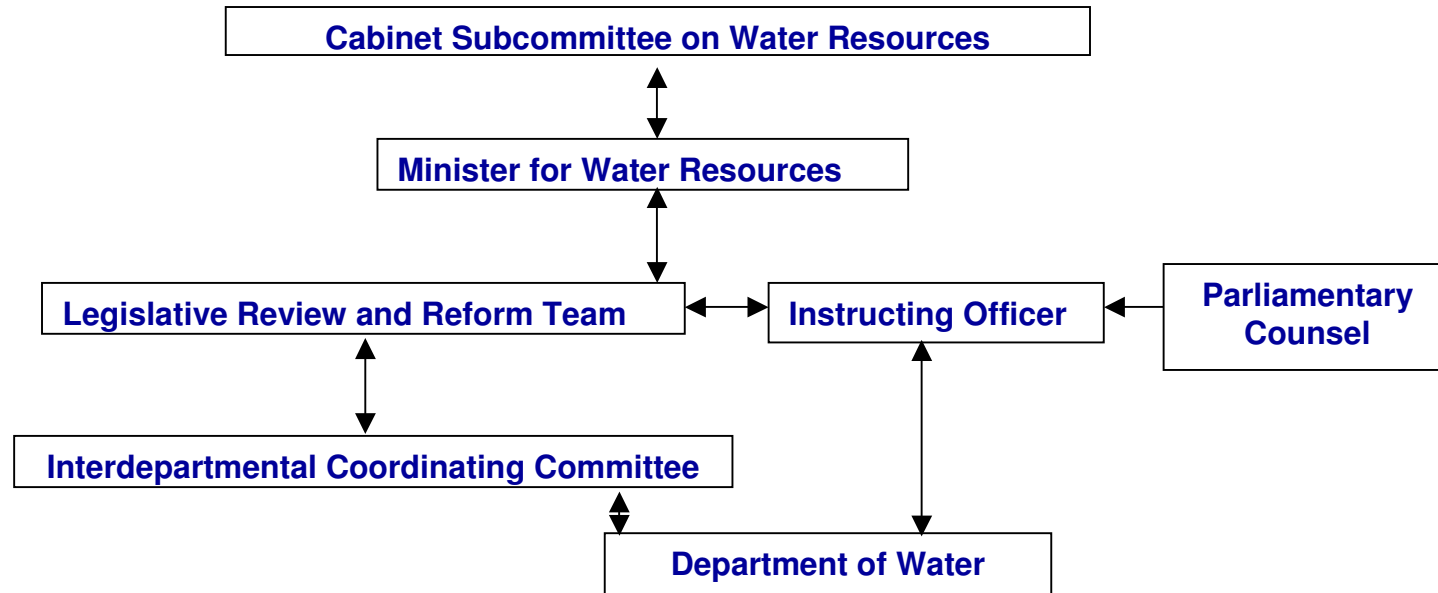 Cabinet Subcommittee on Water Resources
Minister for Water Resources
Legislative Review and Reform Team
Instructing Officer
Parliamentary
Counsel
Interdepartmental Coordinating Committee
Department of Water